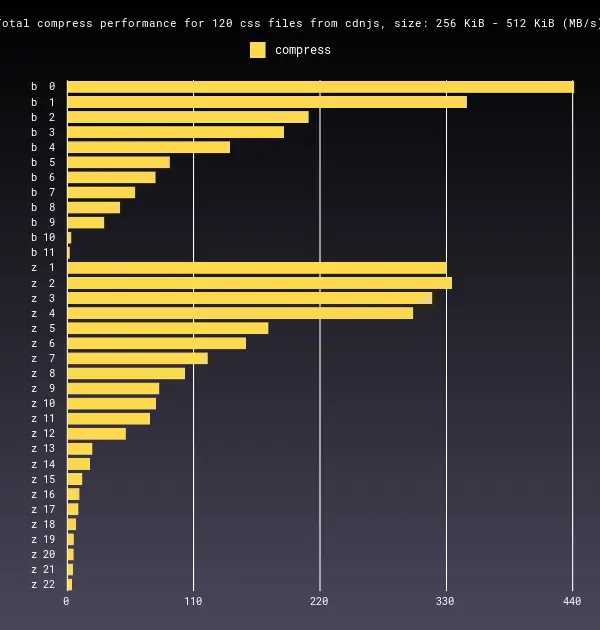 Total compress performance for 120 css files from cdnjs, size: 256 KiB - 512 KiB (MB/s)
compress
b 0
b 1
b 2
b 3
b 4
b 5
b 6
b 7
b 8
b 9
b 10
b 11
z 1
z 2
z 3
z 4
z 5
z 6
z 7
z 8
z 9
z 10
z 11
z 12
z 13
z 14
z 15
z 16
z 17
z 18
z 19
z 20
z 21
z 22
0 110 220 330 440